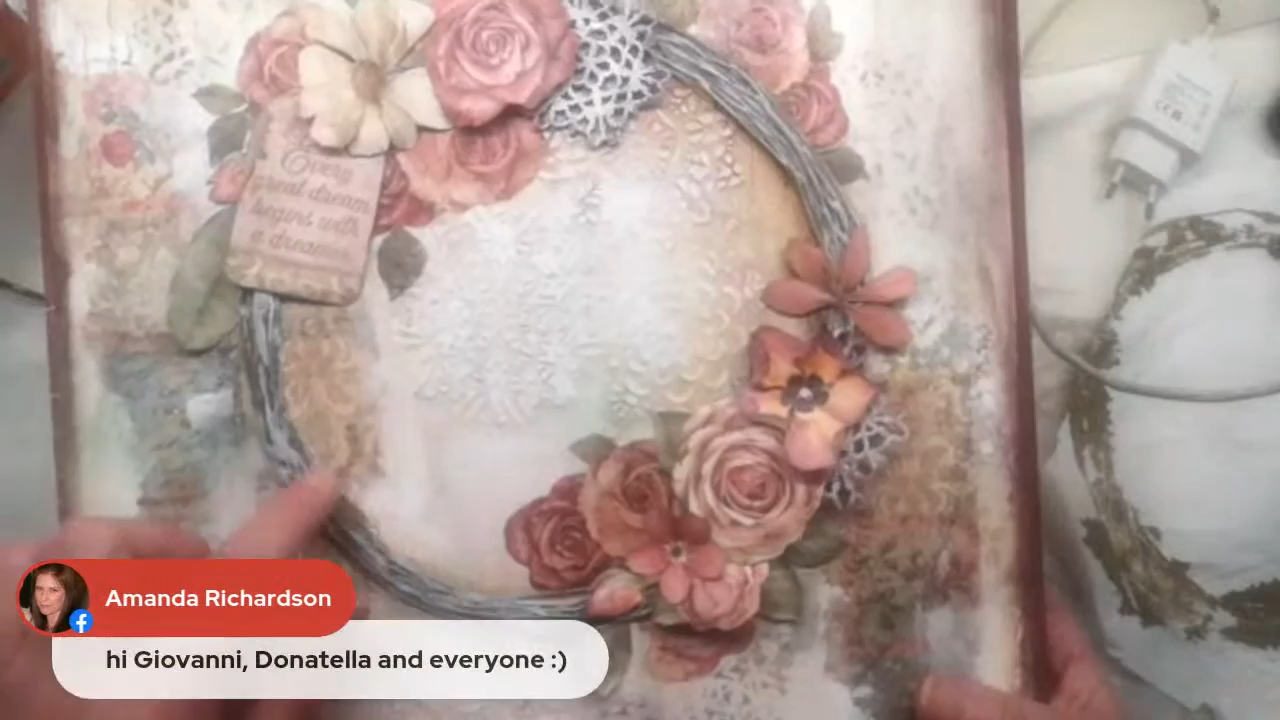 Every
great dream
begins with
a dreamer
Amanda Richardson
hi Giovanni, Donatella and everyone :)